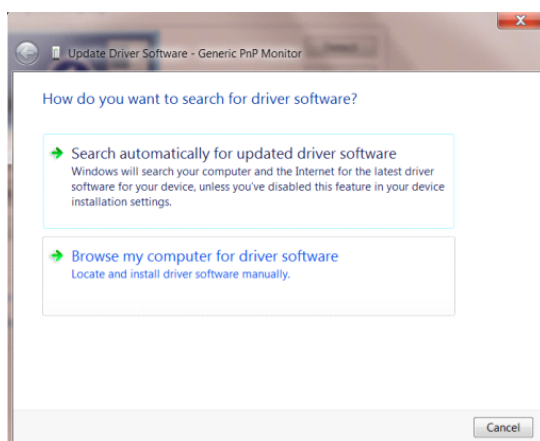 Update Driver Software - Generic PnP Monitor
How do you want to search for driver software?
Search automatically for updated driver software
Windows will search your computer and the Internet for the latest driver
software for your device, unless you've disabled this feature in your device
installation settings.
Browse my computer for driver software
Locate and install driver software manually.
Cancel